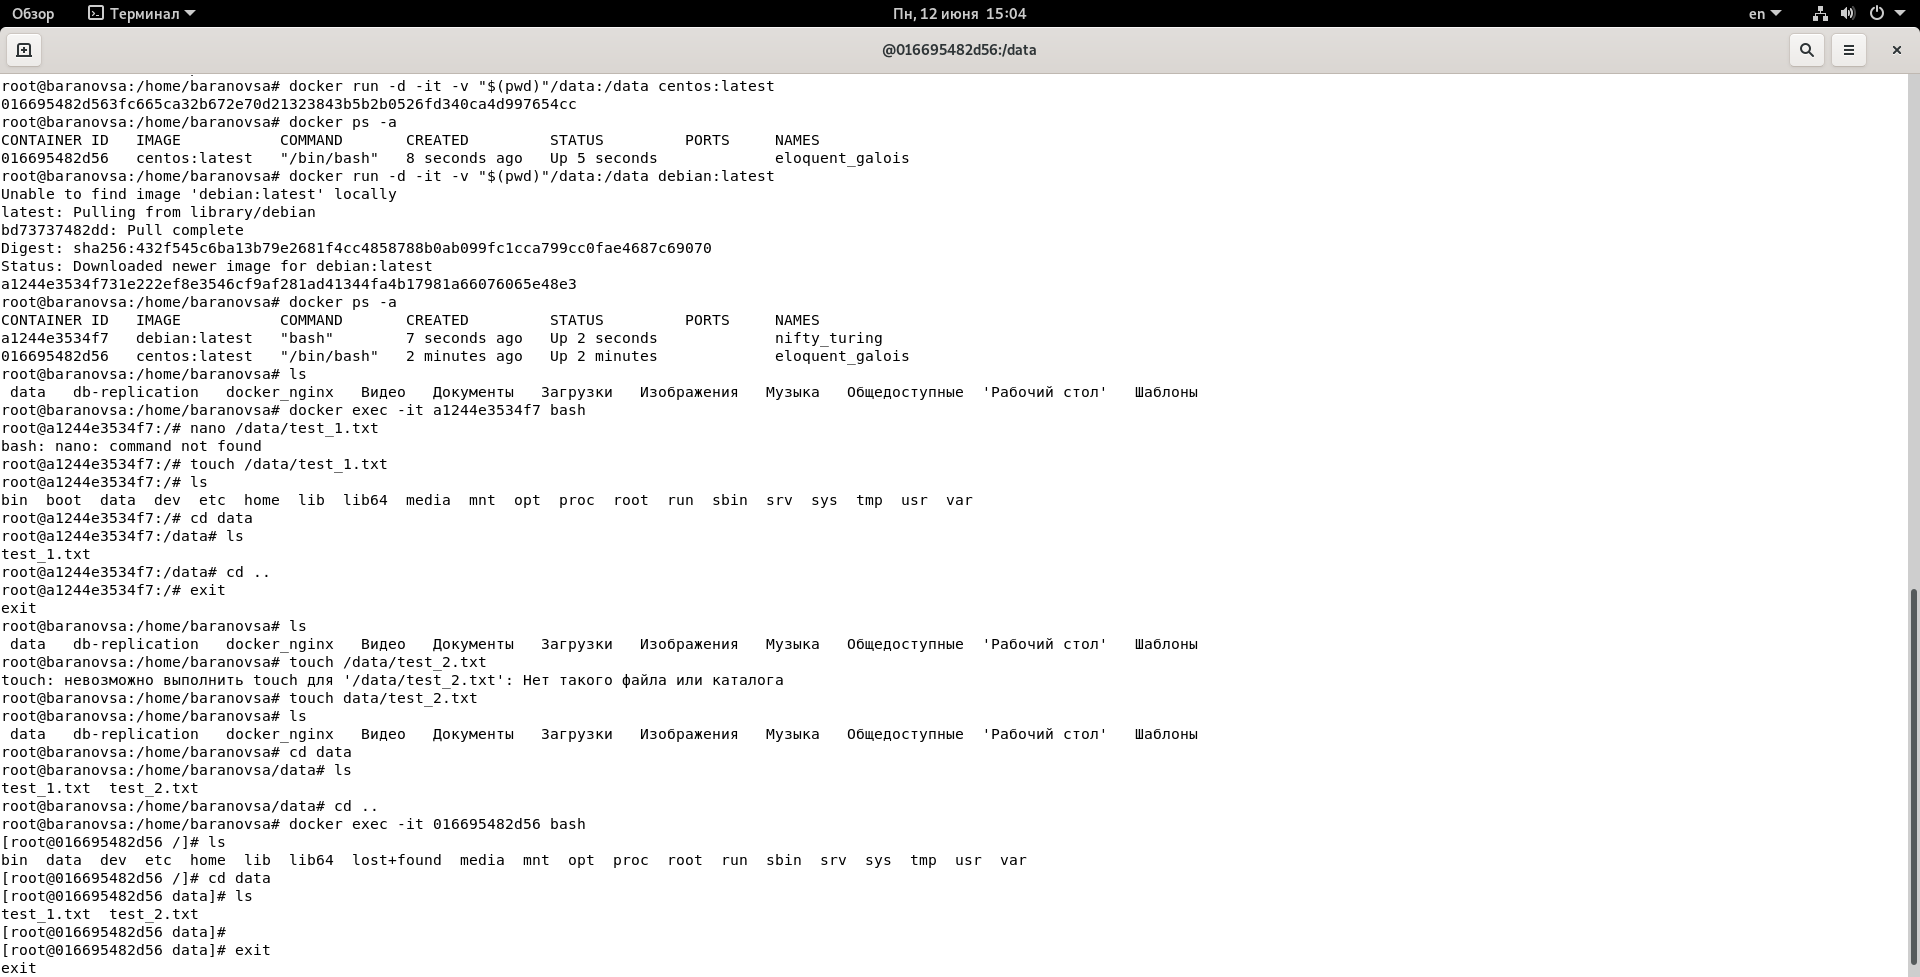 Обзор Терминал Пн, 12 июня 15:04 en
@016695482d56:/data
root@baranovsa:/home/baranovsa# docker run -d -it -v "$(pwd)"/data:/data centos:latest
016695482d563fc665ca32b672e70d21323843b5b2b0526fd340ca4d997654cc
root@baranovsa:/home/baranovsa# docker ps -a
CONTAINER ID   IMAGE           COMMAND       CREATED         STATUS         PORTS     NAMES
016695482d56   centos:latest   "/bin/bash"   8 seconds ago   Up 5 seconds             eloquent_galois
root@baranovsa:/home/baranovsa# docker run -d -it -v "$(pwd)"/data:/data debian:latest
Unable to find image 'debian:latest' locally
latest: Pulling from library/debian
bd73737482dd: Pull complete
Digest: sha256:432f545c6ba13b79e2681f4cc4858788b0ab099fc1cca799cc0fae4687c69070
Status: Downloaded newer image for debian:latest
a1244e3534f731e222ef8e3546cf9af281ad41344fa4b17981a66076065e48e3
root@baranovsa:/home/baranovsa# docker ps -a
CONTAINER ID   IMAGE           COMMAND       CREATED         STATUS         PORTS     NAMES
a1244e3534f7   debian:latest   "bash"        7 seconds ago   Up 2 seconds             nifty_turing
016695482d56   centos:latest   "/bin/bash"   2 minutes ago   Up 2 minutes             eloquent_galois
root@baranovsa:/home/baranovsa# ls
 data   db-replication   docker_nginx   Видео   Документы   Загрузки   Изображения   Музыка   Общедоступные  'Рабочий стол'   Шаблоны
root@baranovsa:/home/baranovsa# docker exec -it a1244e3534f7 bash
root@a1244e3534f7:/# nano /data/test_1.txt
bash: nano: command not found
root@a1244e3534f7:/# touch /data/test_1.txt
root@a1244e3534f7:/# ls
bin  boot  data  dev  etc  home  lib  lib64  media  mnt  opt  proc  root  run  sbin  srv  sys  tmp  usr  var
root@a1244e3534f7:/# cd data
root@a1244e3534f7:/data# ls
test_1.txt
root@a1244e3534f7:/data# cd ..
root@a1244e3534f7:/# exit
exit
root@baranovsa:/home/baranovsa# ls
 data   db-replication   docker_nginx   Видео   Документы   Загрузки   Изображения   Музыка   Общедоступные  'Рабочий стол'   Шаблоны
root@baranovsa:/home/baranovsa# touch /data/test_2.txt
touch: невозможно выполнить touch для '/data/test_2.txt': Нет такого файла или каталога
root@baranovsa:/home/baranovsa# touch data/test_2.txt
root@baranovsa:/home/baranovsa# ls
 data   db-replication   docker_nginx   Видео   Документы   Загрузки   Изображения   Музыка   Общедоступные  'Рабочий стол'   Шаблоны
root@baranovsa:/home/baranovsa# cd data
root@baranovsa:/home/baranovsa/data# ls
test_1.txt  test_2.txt
root@baranovsa:/home/baranovsa/data# cd ..
root@baranovsa:/home/baranovsa# docker exec -it 016695482d56 bash
[root@016695482d56 /]# ls
bin  data  dev  etc  home  lib  lib64  lost+found  media  mnt  opt  proc  root  run  sbin  srv  sys  tmp  usr  var
[root@016695482d56 /]# cd data
[root@016695482d56 data]# ls
test_1.txt  test_2.txt
[root@016695482d56 data]#
[root@016695482d56 data]# exit
exit